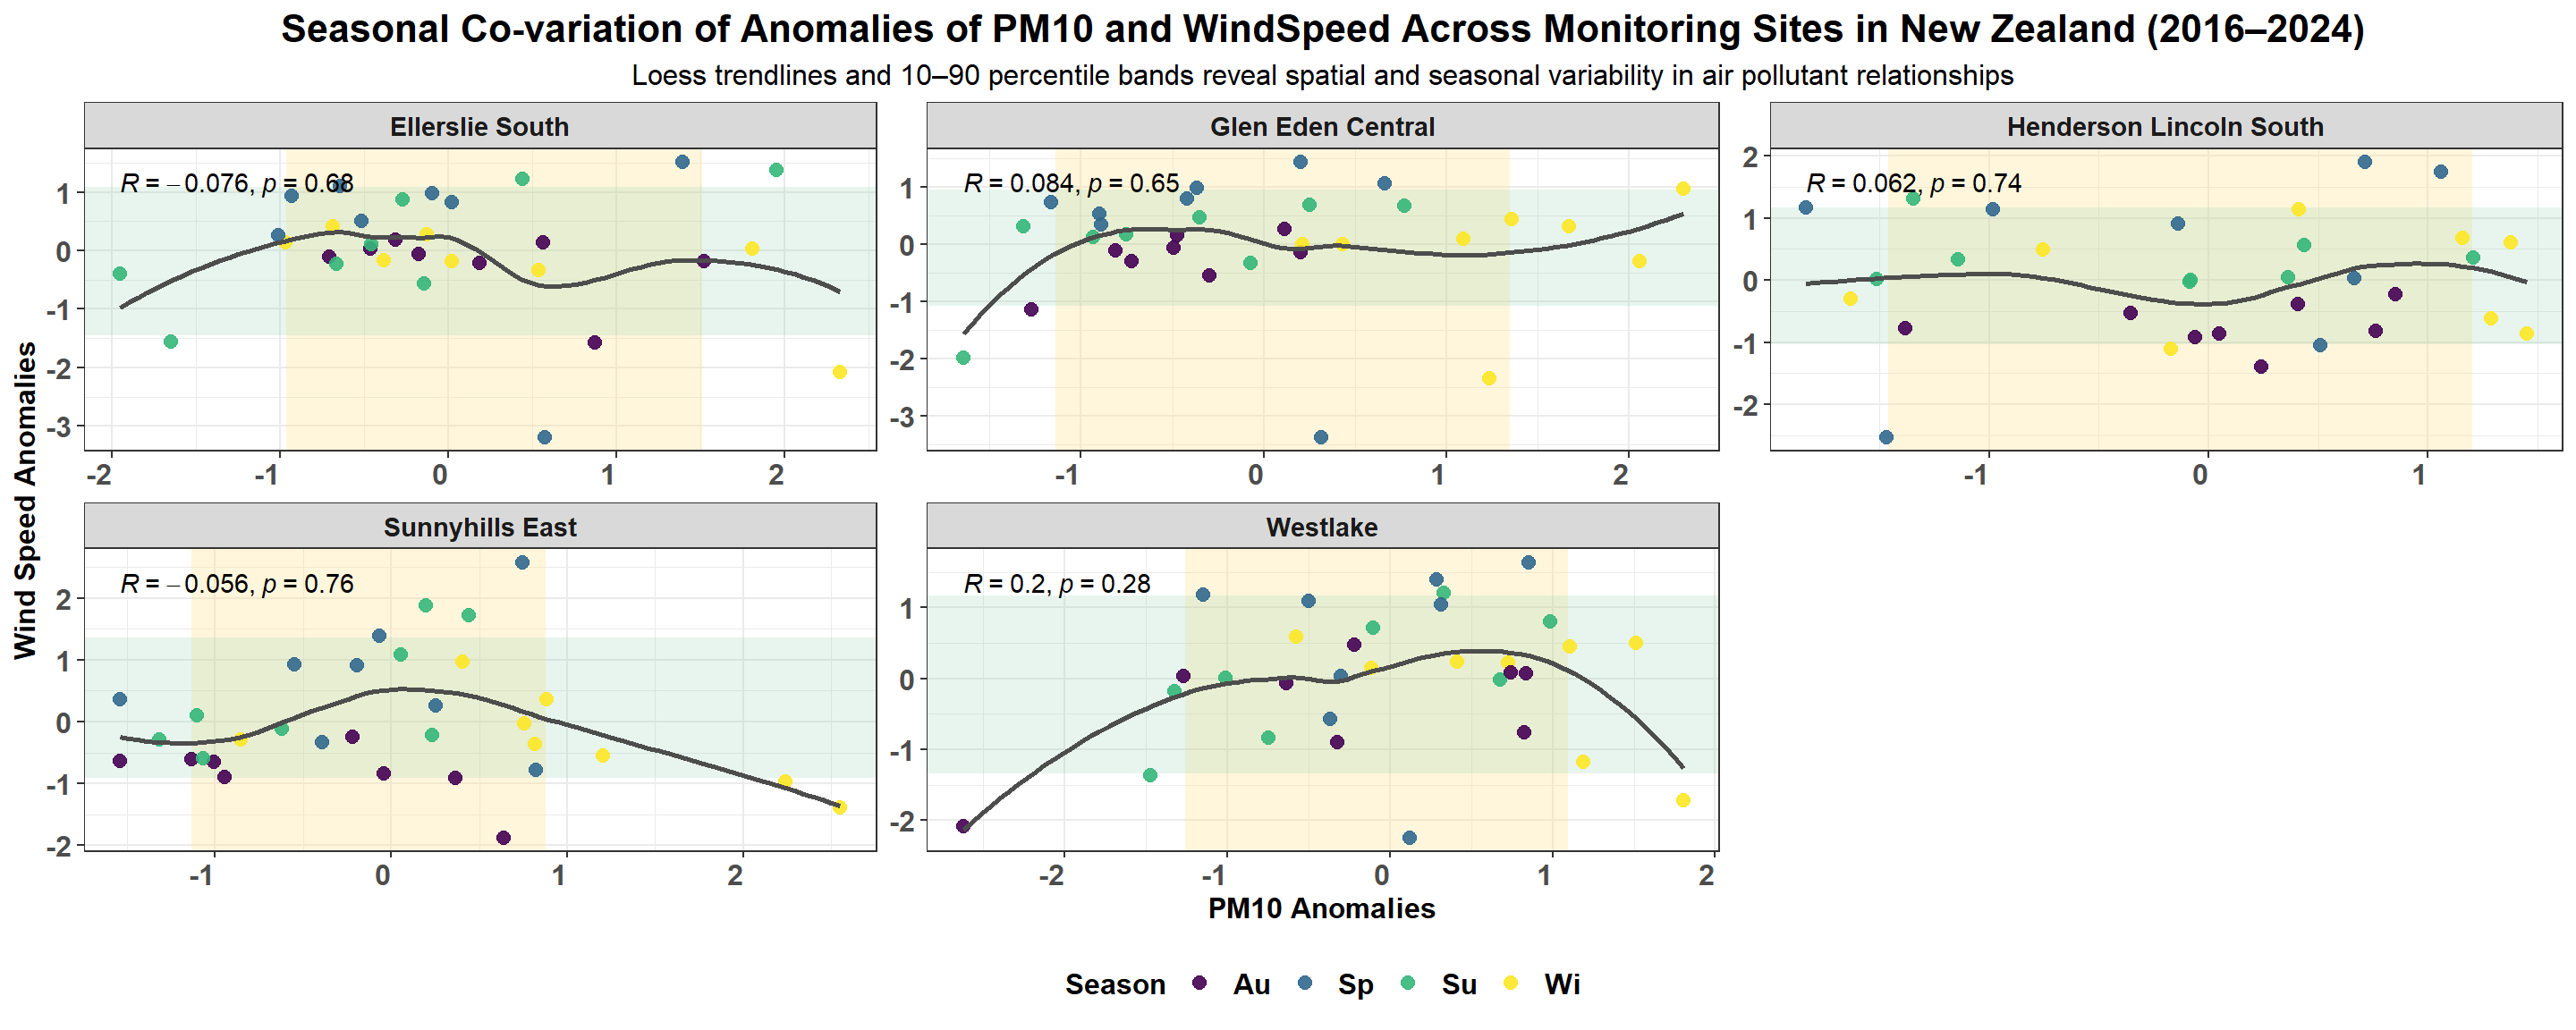 Seasonal Co-variation of Anomalies of PM10 and WindSpeed Across Monitoring Sites in New Zealand (2016–2024)
Loess trendlines and 10–90 percentile bands reveal spatial and seasonal variability in air pollutant relationships
Wind Speed Anomalies
Ellerslie South
R = −0.076, p = 0.68
1
0
-1
-2
-3
-2 -1 0 1 2
Glen Eden Central
R = 0.084, p = 0.65
1
0
-1
-2
-3
-1 0 1 2
Henderson Lincoln South
R = 0.062, p = 0.74
2
1
0
-1
-2
-1 0 1
Sunnyhills East
R = −0.056, p = 0.76
2
1
0
-1
-2
-1 0 1 2
Westlake
R = 0.2, p = 0.28
1
0
-1
-2
-2 -1 0 1 2
PM10 Anomalies
Season Au Sp Su Wi